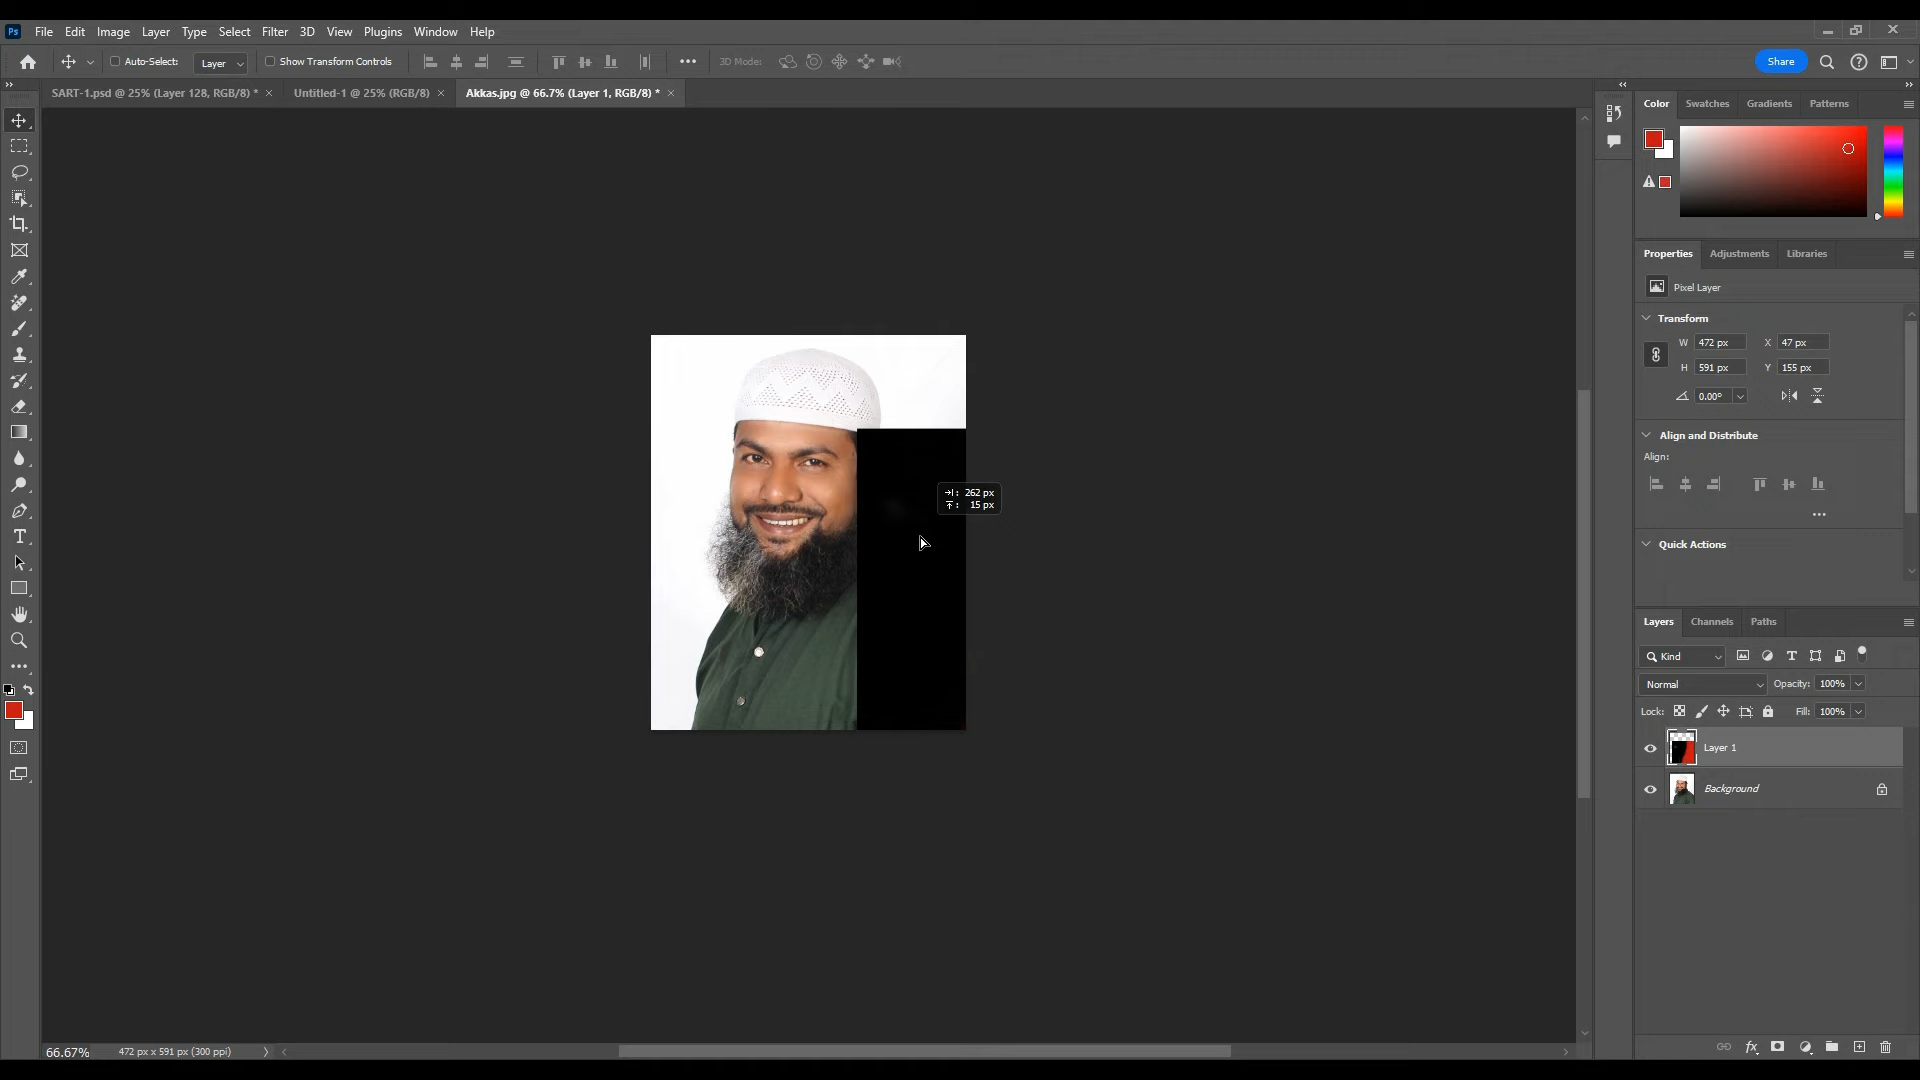 Ps File Edit Image Layer Type Select Filter 3D View Plugins Window Help
Auto-Select: Layer Show Transform Controls 3D Mode: Share
SART-1.psd @ 25% (Layer 128, RGB/8) * × Untitled-1 @ 25% (RGB/8) × Akkas.jpg @ 66.7% (Layer 1, RGB/8) * ×
Color Swatches Gradients Patterns
Properties Adjustments Libraries
Pixel Layer
Transform
W 472 px X 47 px
H 591 px Y 155 px
0.00°
Align and Distribute
Align:
262 px
15 px
Quick Actions
Layers Channels Paths
Kind
Normal Opacity: 100%
Lock: Fill: 100%
Layer 1
Background
66.67% 472 px x 591 px (300 ppi)